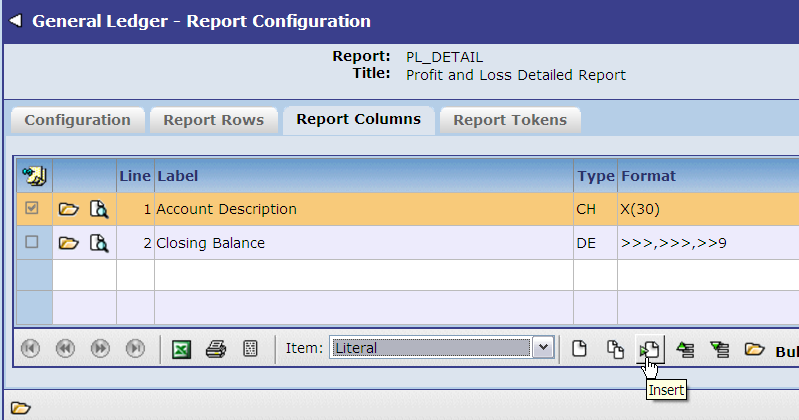 General Ledger - Report Configuration
Report: PL_DETAIL
Title: Profit and Loss Detailed Report
Configuration Report Rows Report Columns Report Tokens
Line Label Type Format
1 Account Description CH X(30)
2 Closing Balance DE >>>,>>>,>>9
Item: Literal Bul
Insert